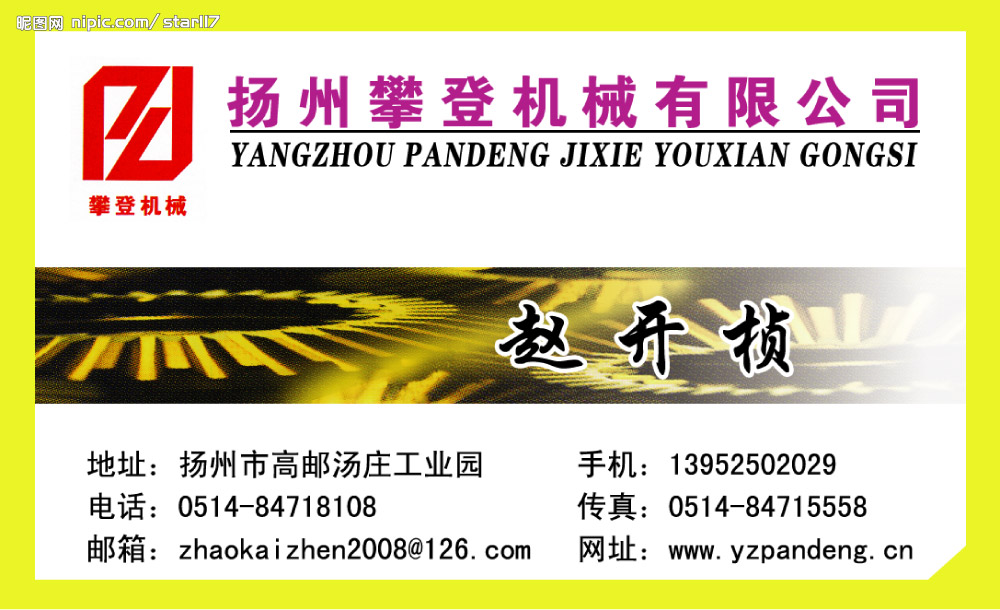 昵图网 nipic.com/starll7
扬州攀登机械有限公司
YANGZHOU PANDENG JIXIE YOUXIAN GONGSI
攀登机械
赵开桢
地址：扬州市高邮汤庄工业园
手机：13952502029
电话：0514-84718108
传真：0514-84715558
邮箱：zhaokaizhen2008@126.com
网址：www.yzpandeng.cn